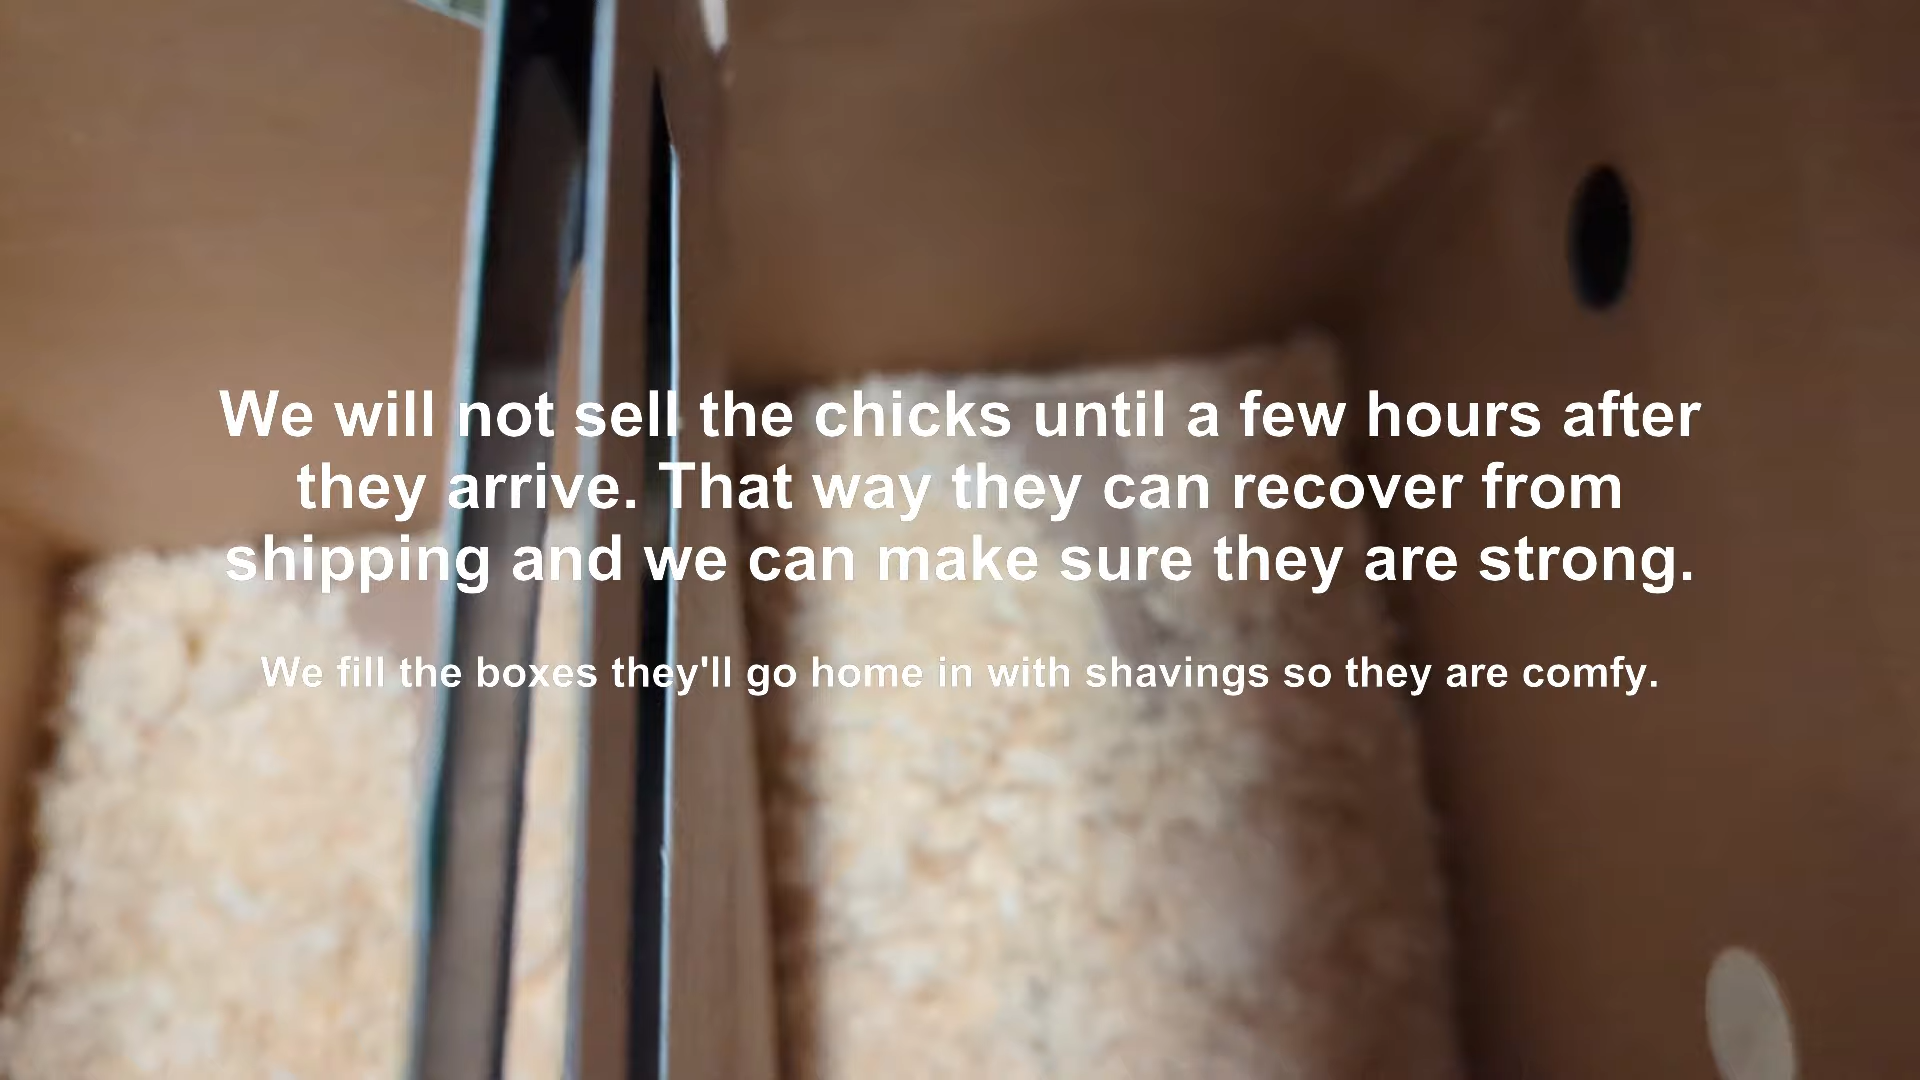 We will not sell the chicks until a few hours after
they arrive. That way they can recover from
shipping and we can make sure they are strong.
We fill the boxes they'll go home in with shavings so they are comfy.